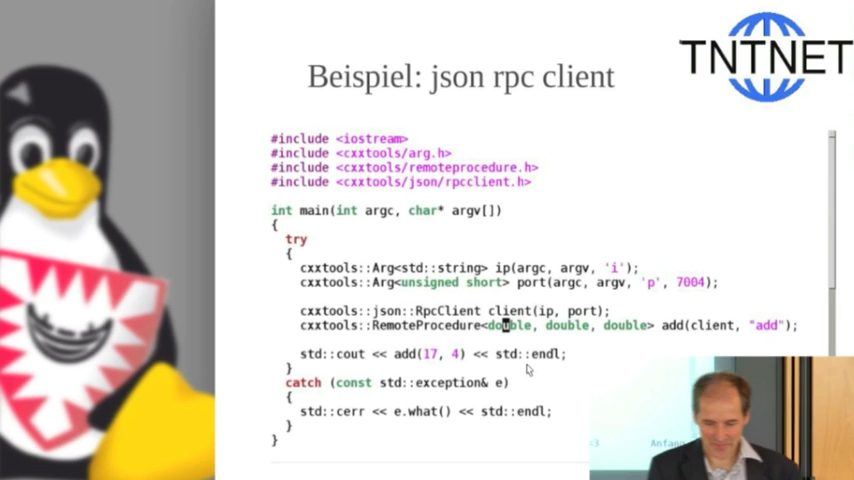 TNTNET
Beispiel: json rpc client
#include <iostream>
#include <cxxtools/arg.h>
#include <cxxtools/remoteprocedure.h>
#include <cxxtools/json/rpcclient.h>
int main(int argc, char* argv[])
{
try
{
cxxtools::Arg<std::string> ip(argc, argv, 'i');
cxxtools::Arg<unsigned short> port(argc, argv, 'p', 7004);
cxxtools::json::RpcClient client(ip, port);
cxxtools::RemoteProcedure<double, double, double> add(client, "add");
std::cout << add(17, 4) << std::endl;
}
catch (const std::exception& e)
{
std::cerr << e.what() << std::endl;
}
}
<3 Anfang